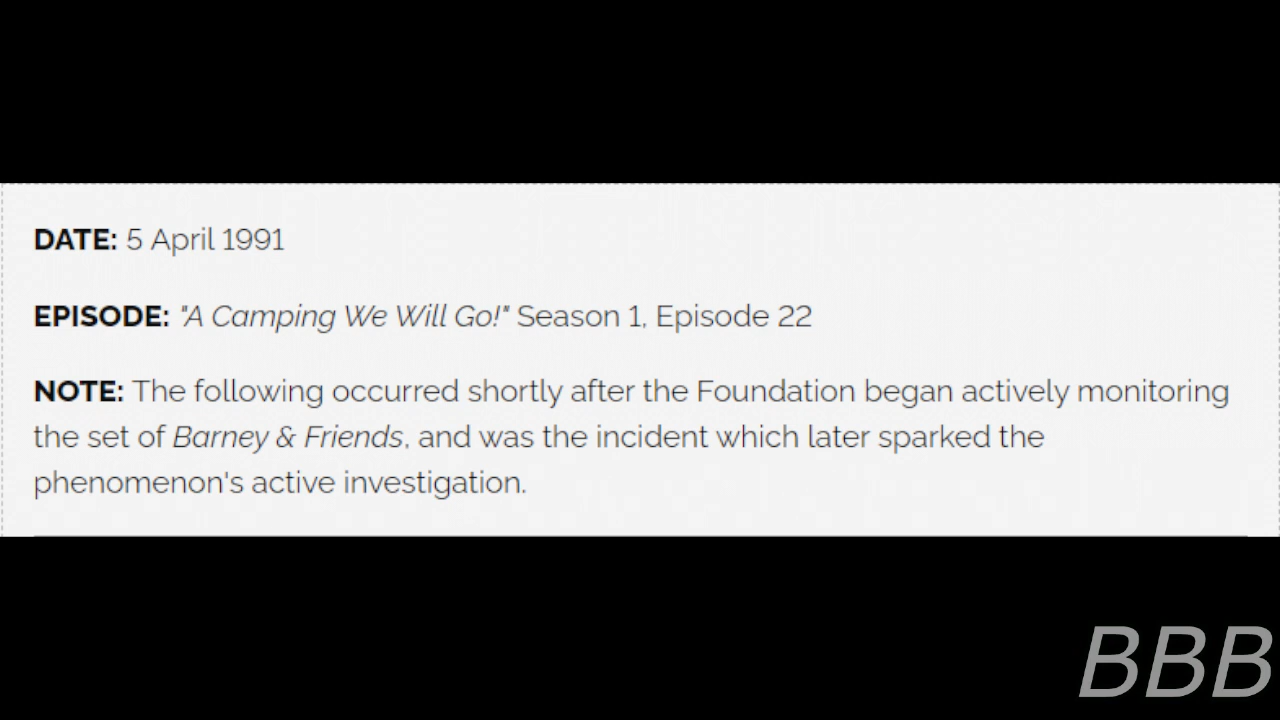 DATE: 5 April 1991
EPISODE: "A Camping We Will Go!" Season 1, Episode 22
NOTE: The following occurred shortly after the Foundation began actively monitoring
the set of Barney & Friends, and was the incident which later sparked the
phenomenon's active investigation.
BBB